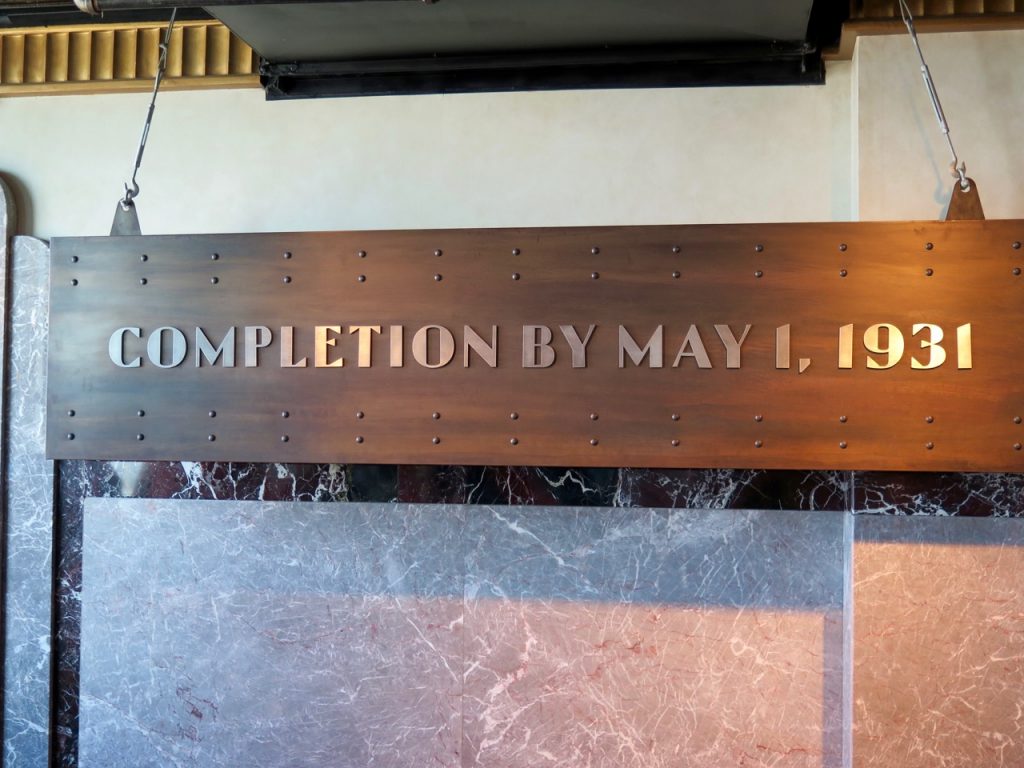 COMPLETION BY MAY 1, 1931